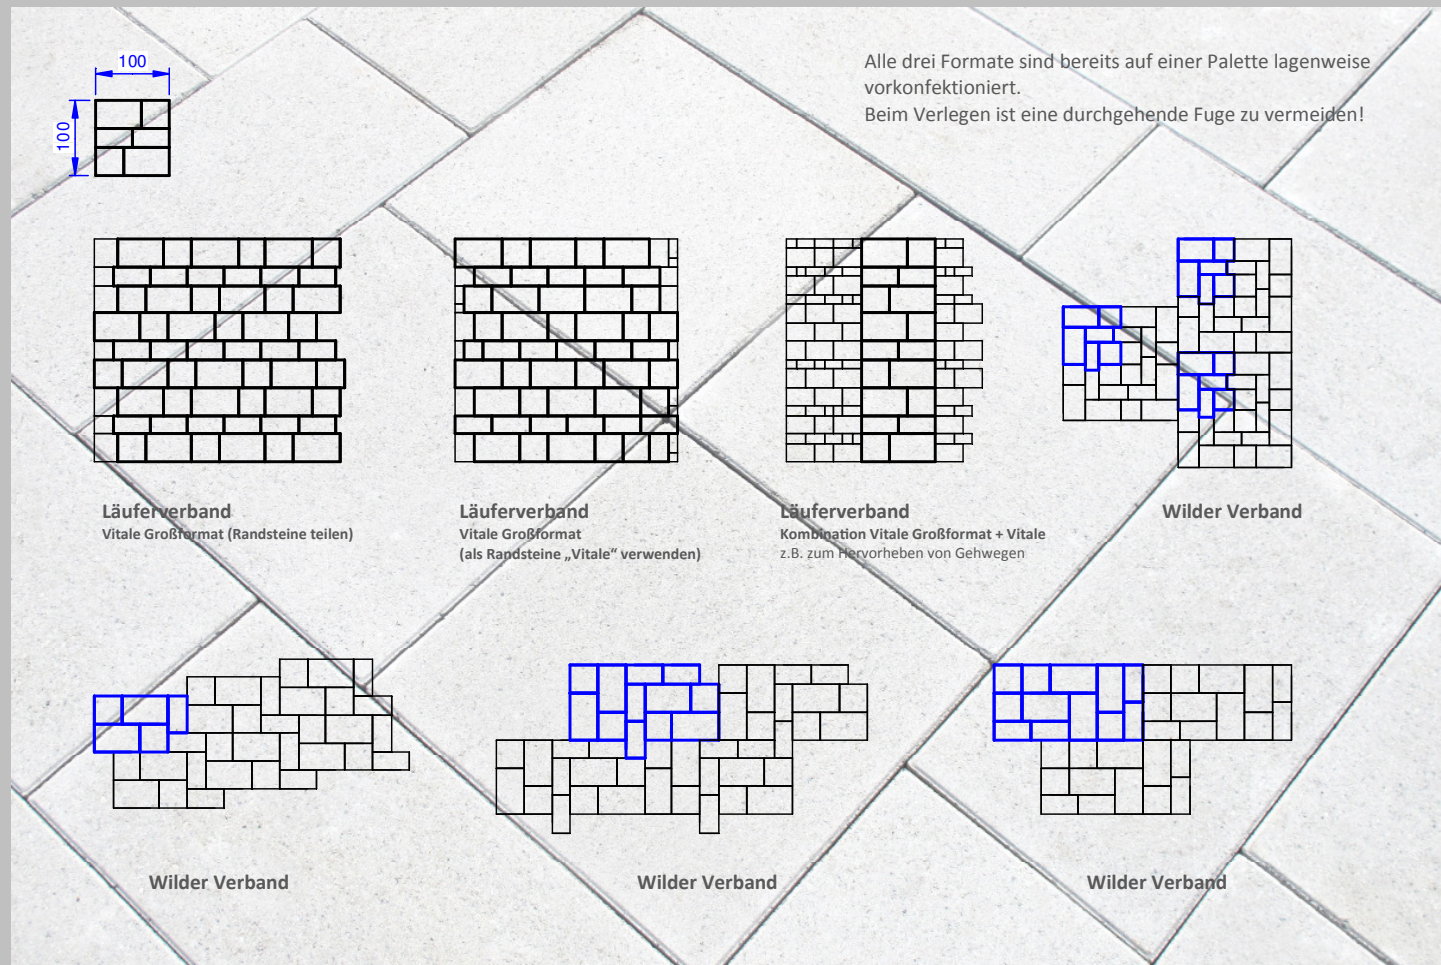 100
100
Alle drei Formate sind bereits auf einer Palette lagenweise
vorkonfektioniert.
Beim Verlegen ist eine durchgehende Fuge zu vermeiden!
Läuferverband
Vitale Großformat (Randsteine teilen)
Läuferverband
Vitale Großformat
(als Randsteine „Vitale“ verwenden)
Läuferverband
Kombination Vitale Großformat + Vitale
z.B. zum Hervorheben von Gehwegen
Wilder Verband
Wilder Verband
Wilder Verband
Wilder Verband